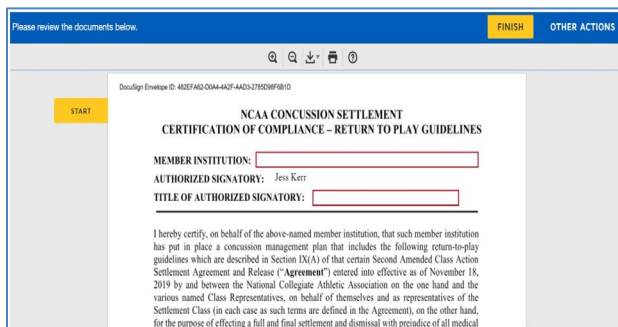 Please review the documents below.
FINISH
OTHER ACTIONS
DocuSign Envelope ID: 482EFA62-D0A4-4A2F-AAD3-2785D98F6B1D
START
NCAA CONCUSSION SETTLEMENT
CERTIFICATION OF COMPLIANCE – RETURN TO PLAY GUIDELINES
MEMBER INSTITUTION:
AUTHORIZED SIGNATORY: Jess Kerr
TITLE OF AUTHORIZED SIGNATORY:
I hereby certify, on behalf of the above-named member institution, that such member institution
has put in place a concussion management plan that includes the following return-to-play
guidelines which are described in Section IX(A) of that certain Second Amended Class Action
Settlement Agreement and Release (“Agreement”) entered into effective as of November 18,
2019 by and between the National Collegiate Athletic Association on the one hand and the
various named Class Representatives, on behalf of themselves and as representatives of the
Settlement Class (in each case as such terms are defined in the Agreement), on the other hand,
for the purpose of effecting a full and final settlement and dismissal with prejudice of all medical